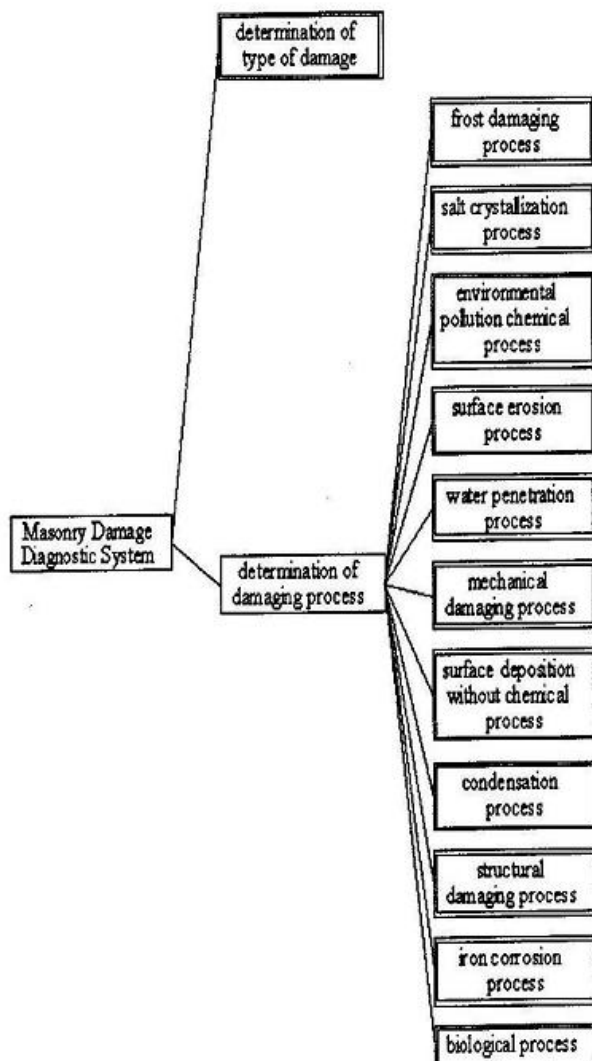 determination of
type of damage
frost damaging
process
salt crystallization
process
environmental
pollution chemical
process
surface erosion
process
water penetration
process
Masonry Damage
Diagnostic System
determination of
damaging process
mechanical
damaging process
surface deposition
without chemical
process
condensation
process
structural
damaging process
iron corrosion
process
biological process